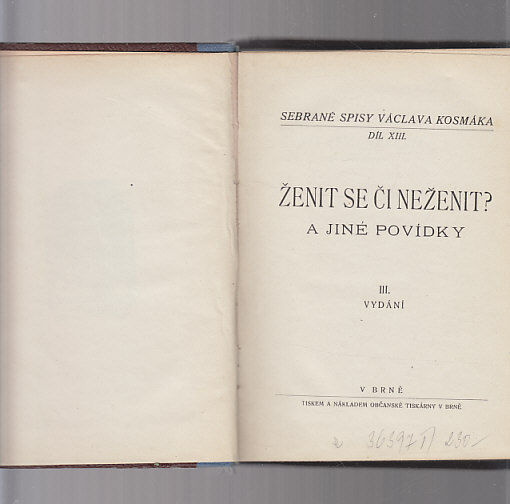 SEBRANÉ SPISY VÁCLAVA KOSMÁKA
DÍL XIII.
ŽENIT SE ČI NEŽENIT?
A JINÉ POVÍDKY
III.
VYDÁNÍ
V BRNĚ
TISKEM A NÁKLADEM OBČANSKÉ TISKÁRNY V BRNĚ
230–